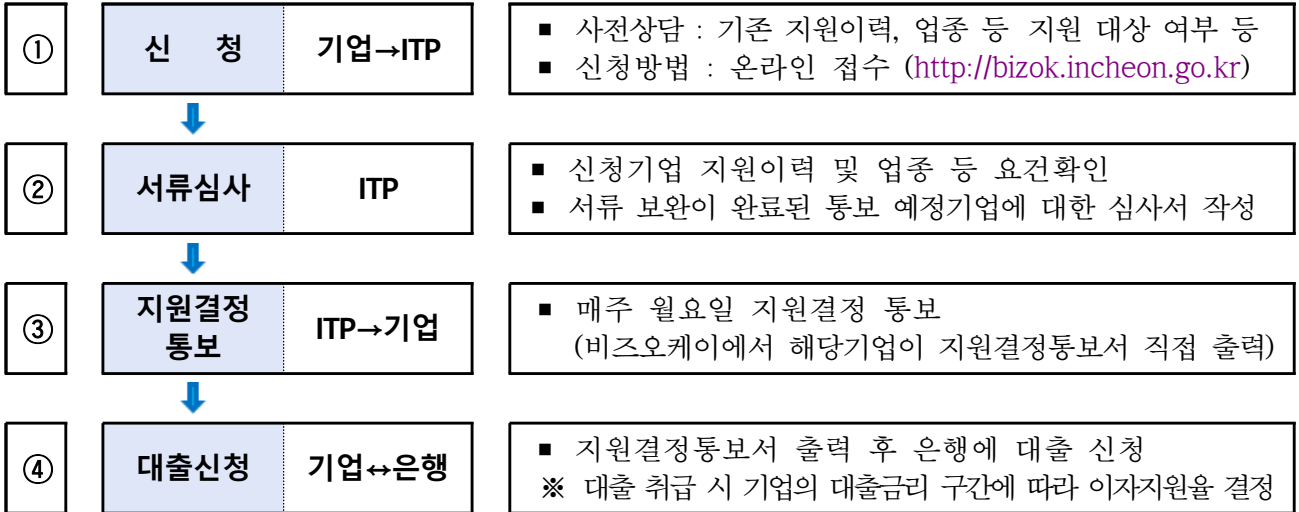 ①
신 청
기업→ITP
▪ 사전상담 : 기존 지원이력, 업종 등 지원 대상 여부 등
▪ 신청방법 : 온라인 접수 (http://bizok.incheon.go.kr)
②
서류심사
ITP
▪ 신청기업 지원이력 및 업종 등 요건확인
▪ 서류 보완이 완료된 통보 예정기업에 대한 심사서 작성
③
지원결정
통보
ITP→기업
▪ 매주 월요일 지원결정 통보
(비즈오케이에서 해당기업이 지원결정통보서 직접 출력)
④
대출신청
기업↔은행
▪ 지원결정통보서 출력 후 은행에 대출 신청
※ 대출 취급 시 기업의 대출금리 구간에 따라 이자지원율 결정